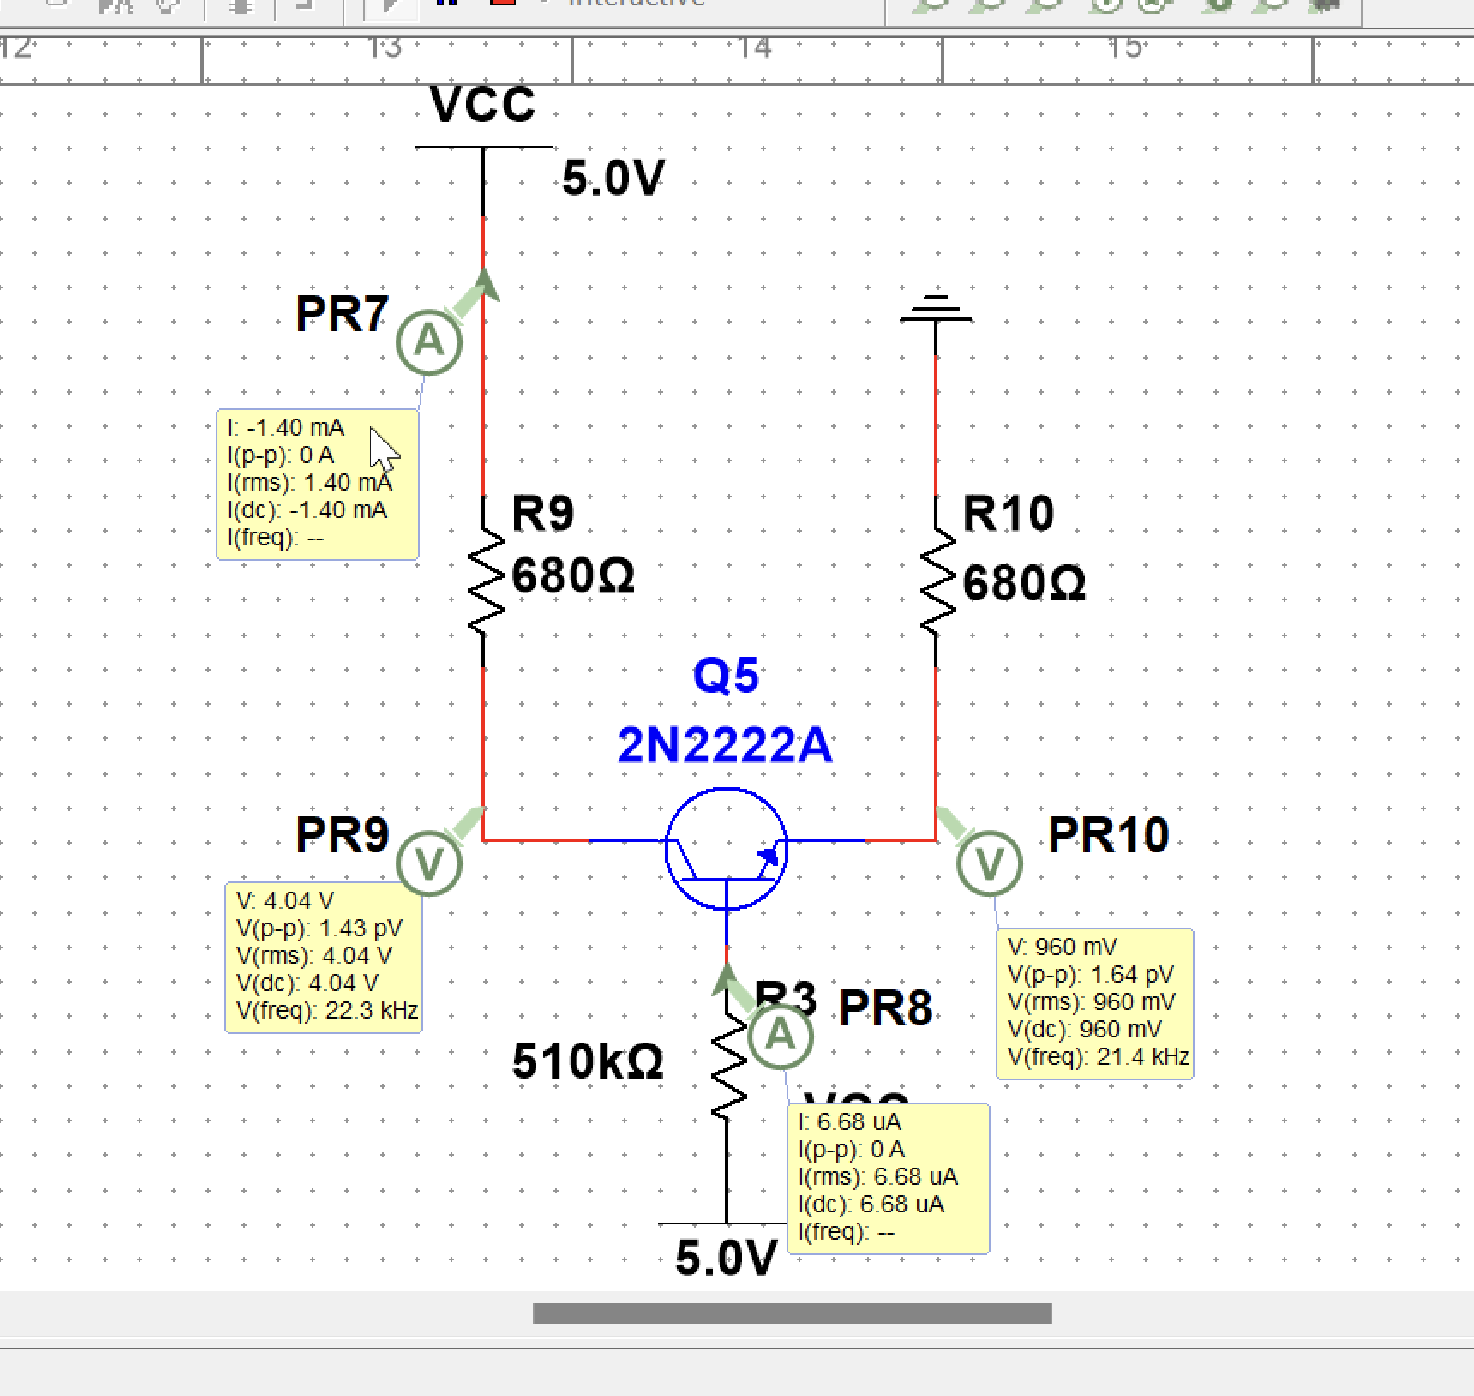 Interactive
12
13
14
15
VCC
5.0V
PR7
A
I: -1.40 mA
I(p-p): 0 A
I(rms): 1.40 mA
I(dc): -1.40 mA
I(freq): --
R9
680Ω
R10
680Ω
Q5
2N2222A
PR9
V
V: 4.04 V
V(p-p): 1.43 pV
V(rms): 4.04 V
V(dc): 4.04 V
V(freq): 22.3 kHz
PR10
V
V: 960 mV
V(p-p): 1.64 pV
V(rms): 960 mV
V(dc): 960 mV
V(freq): 21.4 kHz
R3
PR8
A
510kΩ
VCC
I: 6.68 uA
I(p-p): 0 A
I(rms): 6.68 uA
I(dc): 6.68 uA
I(freq): --
5.0V